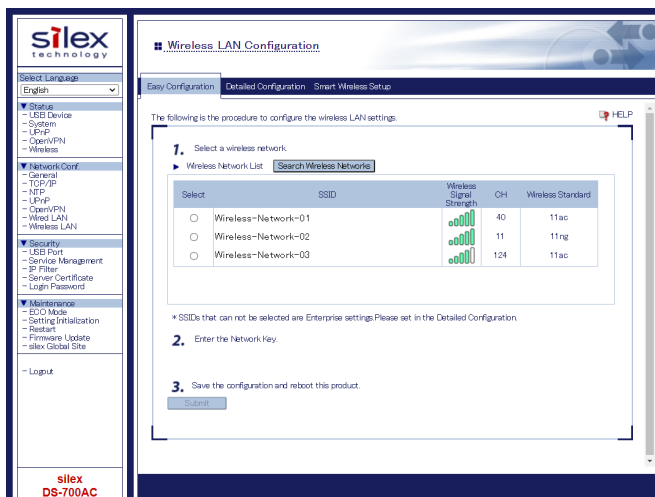 silex
technology
Select Language
English
▼ Status
- USB Device
- System
- UPnP
- OpenVPN
- Wireless
▼ Network Conf.
- General
- TCP/IP
- NTP
- UPnP
- OpenVPN
- Wired LAN
- Wireless LAN
▼ Security
- USB Port
- Service Management
- IP Filter
- Server Certificate
- Login Password
▼ Maintenance
- ECO Mode
- Setting Initialization
- Restart
- Firmware Update
- silex Global Site
- Logout
silex
DS-700AC
Wireless LAN Configuration
Easy Configuration Detailed Configuration Smart Wireless Setup
The following is the procedure to configure the wireless LAN settings.
HELP
1. Select a wireless network.
▶ Wireless Network List Search Wireless Networks
Select SSID Wireless Signal Strength CH Wireless Standard
Wireless-Network-01 40 11ac
Wireless-Network-02 11 11ng
Wireless-Network-03 124 11ac
* SSIDs that can not be selected are Enterprise settings.Please set in the Detailed Configuration.
2. Enter the Network Key.
3. Save the configuration and reboot this product.
Submit